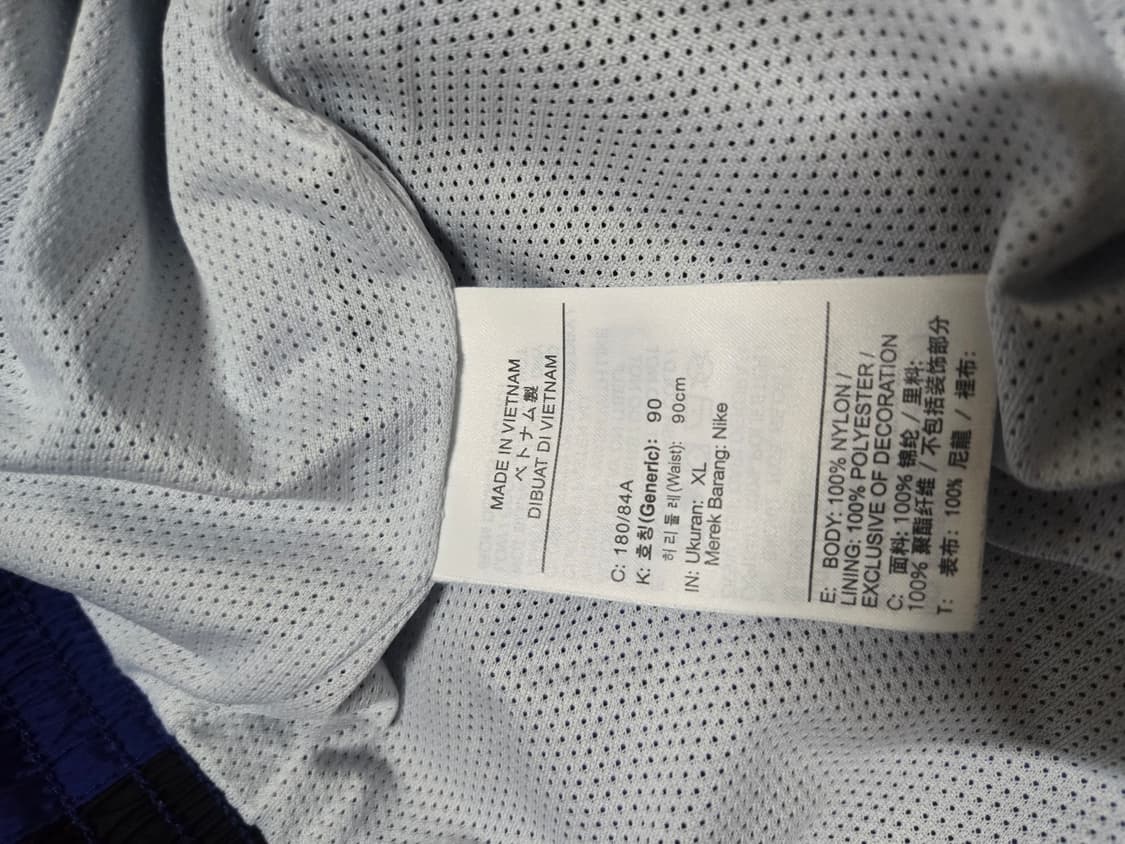 MADE IN VIETNAM
ベトナム製
DIBUAT DI VIETNAM
C: 180/84A
K: 호칭(Generic): 90
허리둘레(Waist): 90cm
IN: Ukuran: XL
Merek Barang: Nike
E: BODY: 100% NYLON /
LINING: 100% POLYESTER /
EXCLUSIVE OF DECORATION
C: 面料: 100% 锦纶 / 里料:
100% 聚酯纤维 / 不包括装饰部分
T: 表布: 100% 尼龍 / 裡布: